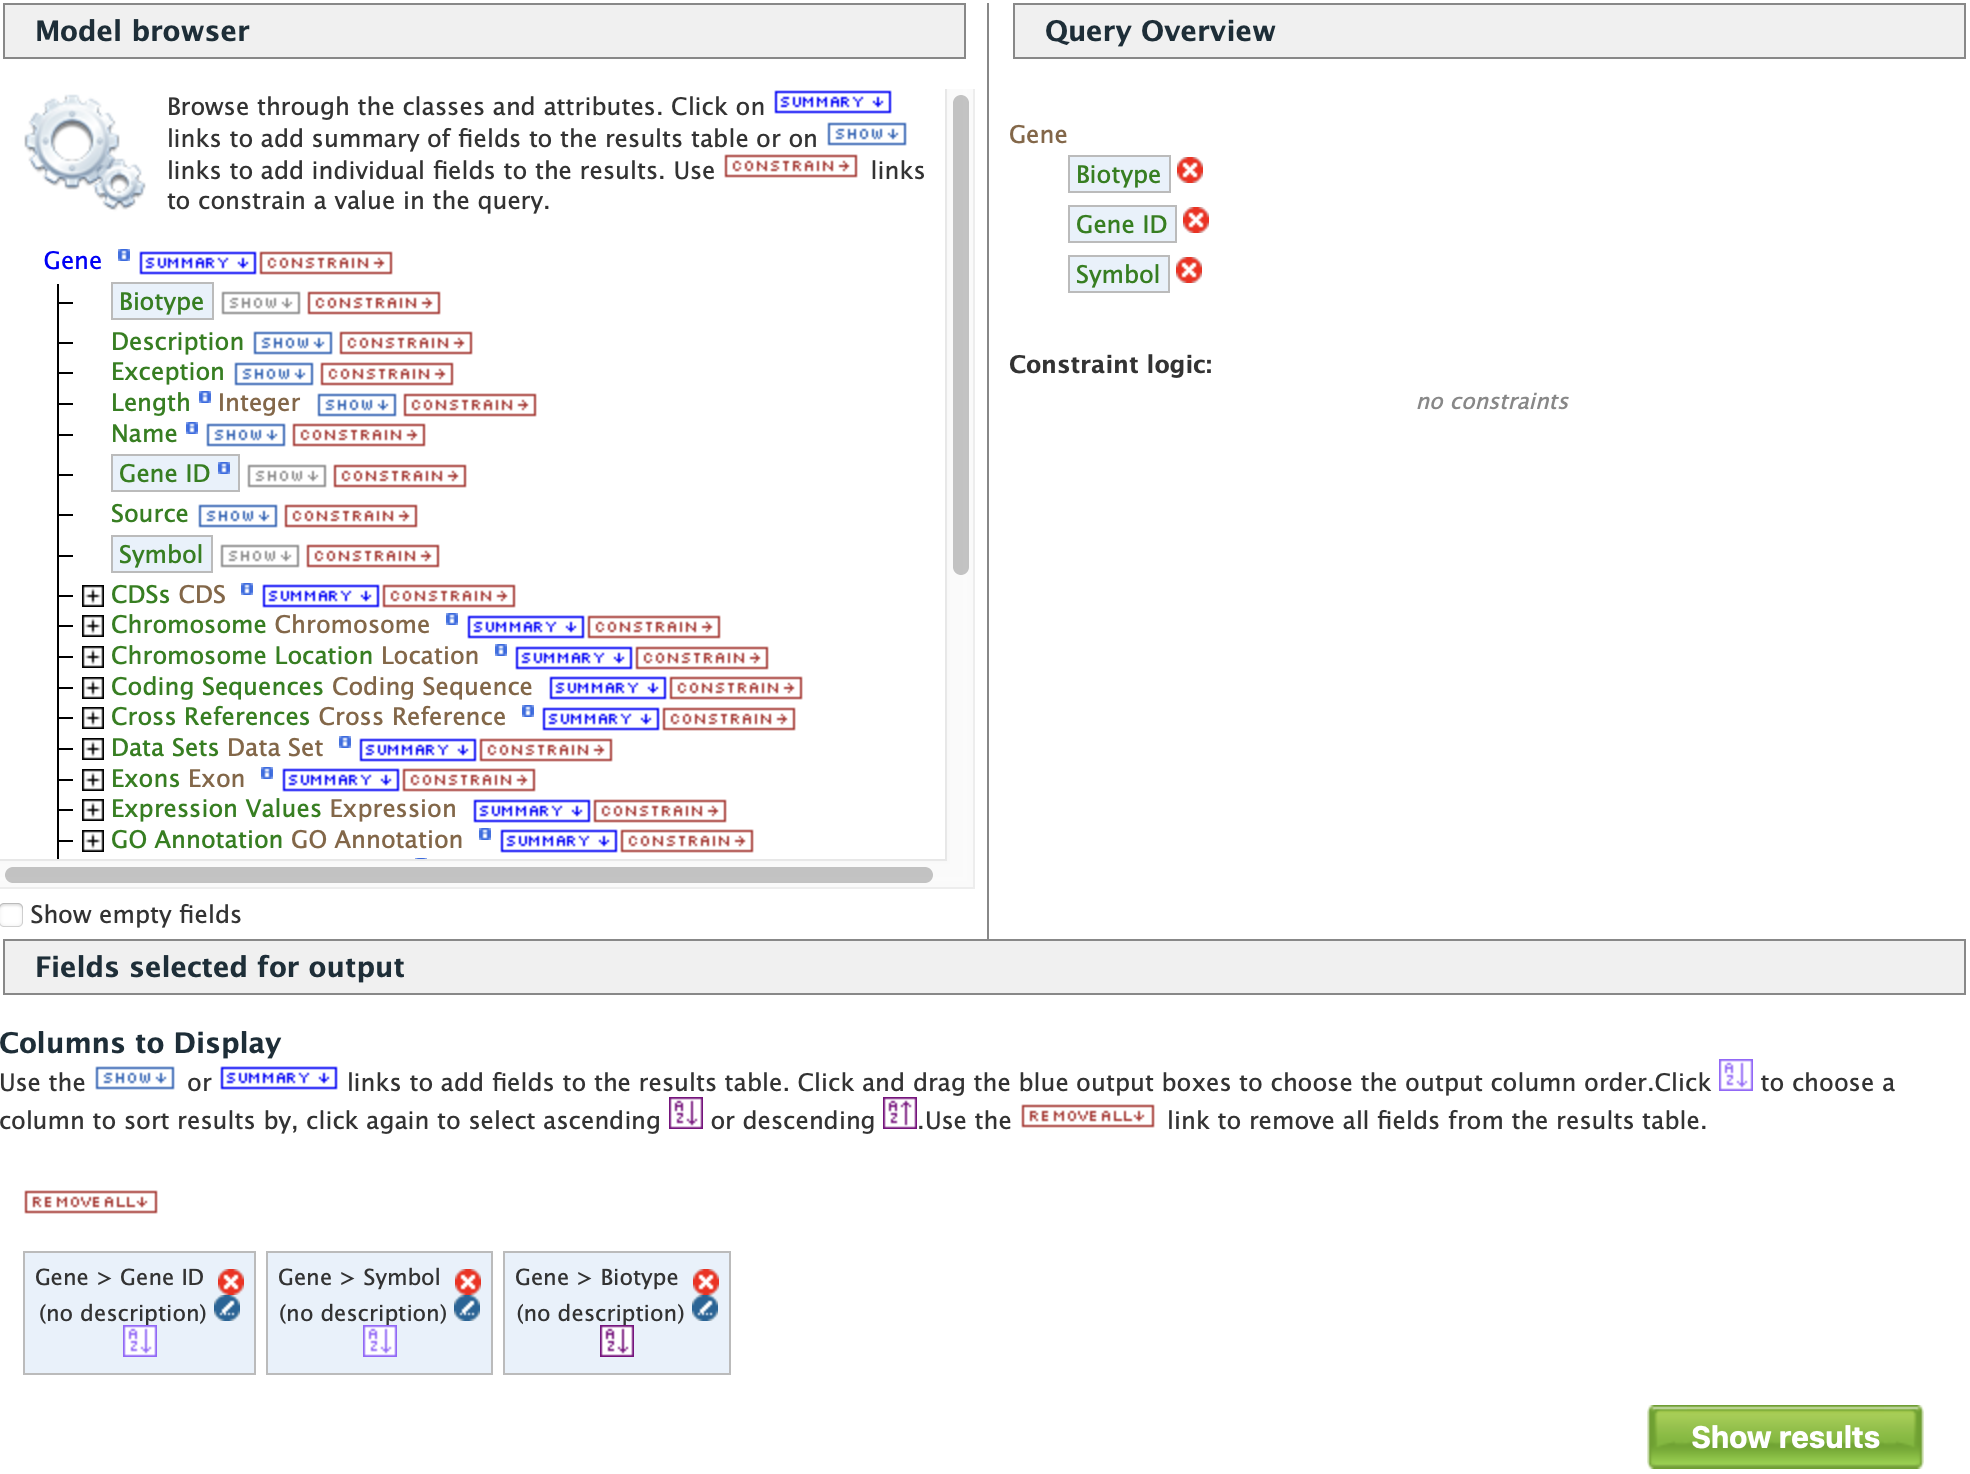 Model browser
Browse through the classes and attributes. Click on SUMMARY ↓
links to add summary of fields to the results table or on SHOW ↓
links to add individual fields to the results. Use CONSTRAIN → links
to constrain a value in the query.
Gene SUMMARY ↓ CONSTRAIN →
Biotype SHOW ↓ CONSTRAIN →
Description SHOW ↓ CONSTRAIN →
Exception SHOW ↓ CONSTRAIN →
Length Integer SHOW ↓ CONSTRAIN →
Name SHOW ↓ CONSTRAIN →
Gene ID SHOW ↓ CONSTRAIN →
Source SHOW ↓ CONSTRAIN →
Symbol SHOW ↓ CONSTRAIN →
CDSs CDS SUMMARY ↓ CONSTRAIN →
Chromosome Chromosome SUMMARY ↓ CONSTRAIN →
Chromosome Location Location SUMMARY ↓ CONSTRAIN →
Coding Sequences Coding Sequence SUMMARY ↓ CONSTRAIN →
Cross References Cross Reference SUMMARY ↓ CONSTRAIN →
Data Sets Data Set SUMMARY ↓ CONSTRAIN →
Exons Exon SUMMARY ↓ CONSTRAIN →
Expression Values Expression SUMMARY ↓ CONSTRAIN →
GO Annotation GO Annotation SUMMARY ↓ CONSTRAIN →
Show empty fields
Query Overview
Gene
Biotype
Gene ID
Symbol
Constraint logic:
no constraints
Fields selected for output
Columns to Display
Use the SHOW ↓ or SUMMARY ↓ links to add fields to the results table. Click and drag the blue output boxes to choose the output column order.Click AZ↓ to choose a
column to sort results by, click again to select ascending AZ↓ or descending AZ↑.Use the REMOVE ALL↓ link to remove all fields from the results table.
REMOVE ALL↓
Gene > Gene ID
(no description)
AZ↓
Gene > Symbol
(no description)
AZ↓
Gene > Biotype
(no description)
AZ↓
Show results